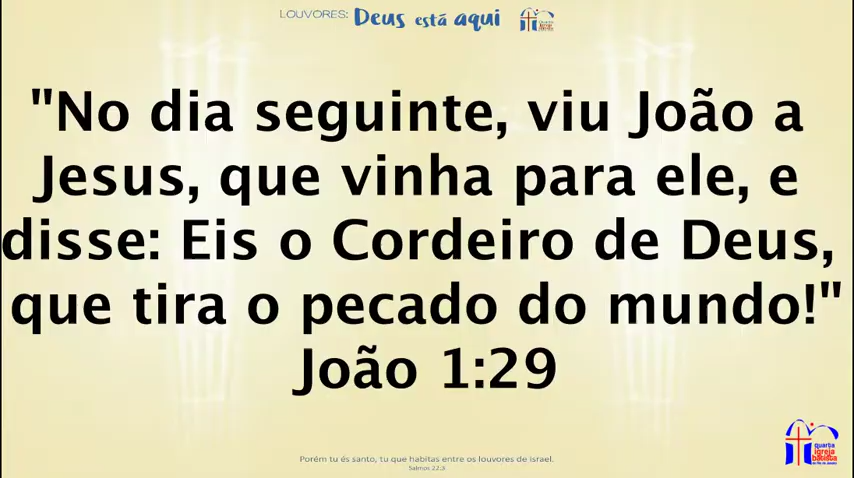 LOUVORES: Deus está aqui
"No dia seguinte, viu João a
Jesus, que vinha para ele, e
disse: Eis o Cordeiro de Deus,
que tira o pecado do mundo!"
João 1:29
Porém tu és santo, tu que habitas entre os louvores de Israel.
Salmos 22:3
quarta
igreja
batista